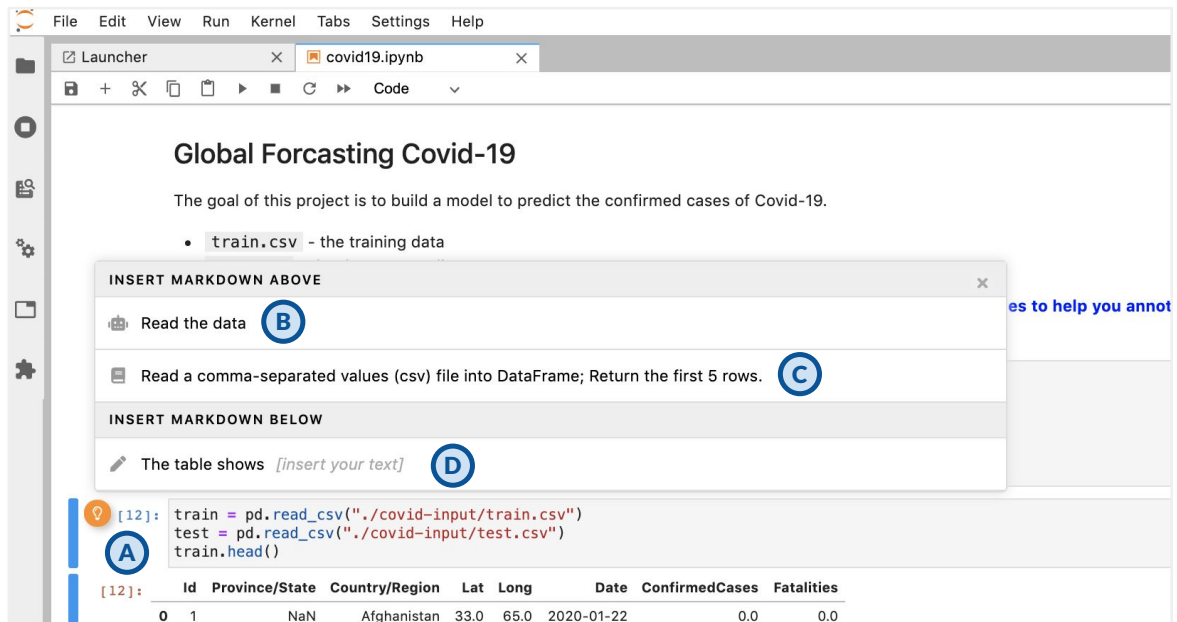 File Edit View Run Kernel Tabs Settings Help
Launcher covid19.ipynb
Code
Global Forcasting Covid-19
The goal of this project is to build a model to predict the confirmed cases of Covid-19.
• train.csv - the training data
INSERT MARKDOWN ABOVE
Read the data B
es to help you annot
Read a comma-separated values (csv) file into DataFrame; Return the first 5 rows. C
INSERT MARKDOWN BELOW
The table shows [insert your text] D
[12]: train = pd.read_csv("./covid-input/train.csv")
test = pd.read_csv("./covid-input/test.csv")
A train.head()
[12]: Id Province/State Country/Region Lat Long Date ConfirmedCases Fatalities
0 1 NaN Afghanistan 33.0 65.0 2020-01-22 0.0 0.0